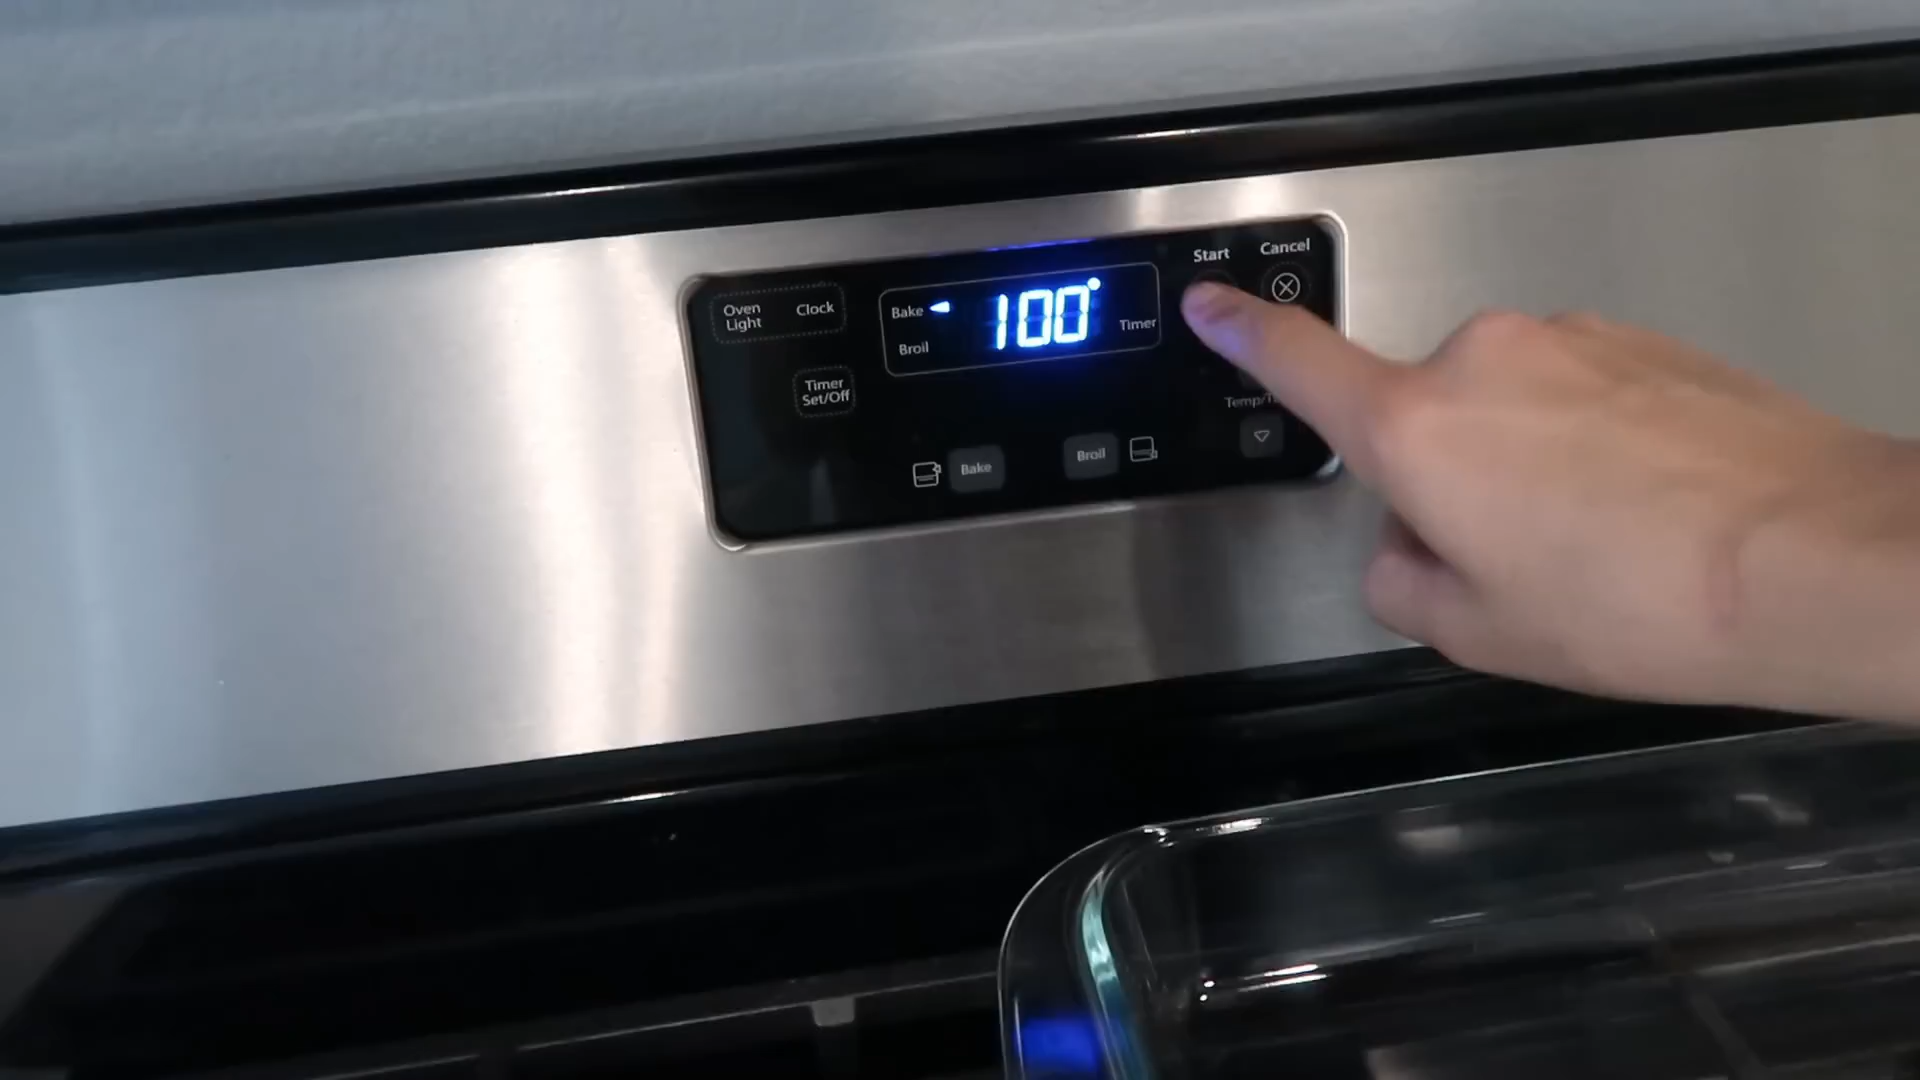 Start
Cancel
Oven
Light
Clock
Bake
100°
Timer
Broil
Timer
Set/Off
Bake
Broil